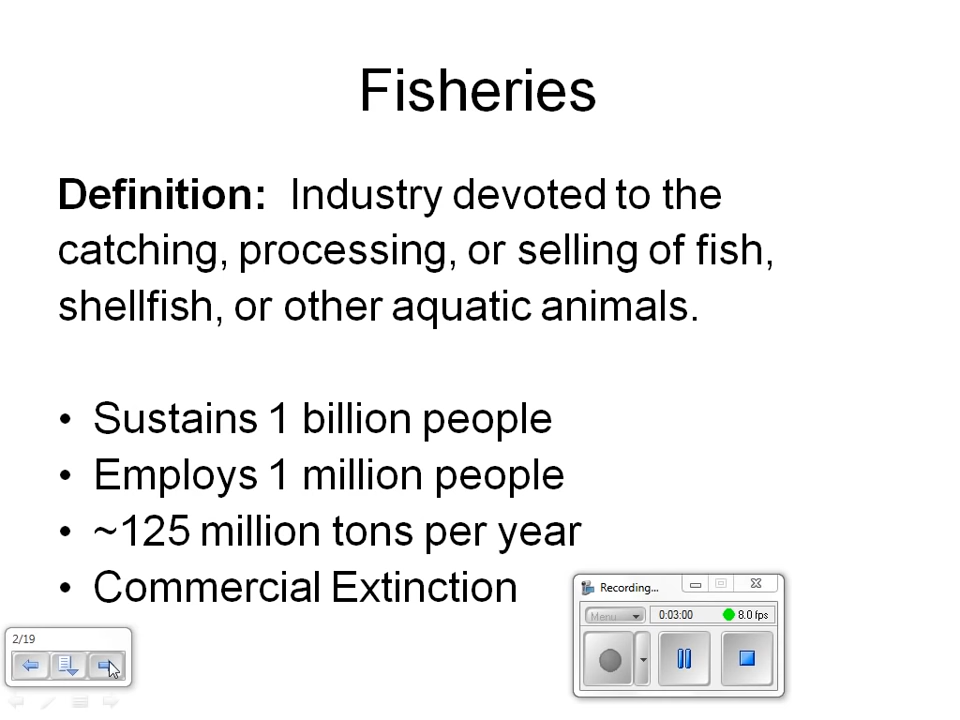 Fisheries
Definition: Industry devoted to the
catching, processing, or selling of fish,
shellfish, or other aquatic animals.
• Sustains 1 billion people
• Employs 1 million people
• ~125 million tons per year
• Commercial Extinction
Recording...
Menu 0:03:00 8.0 fps
2/19